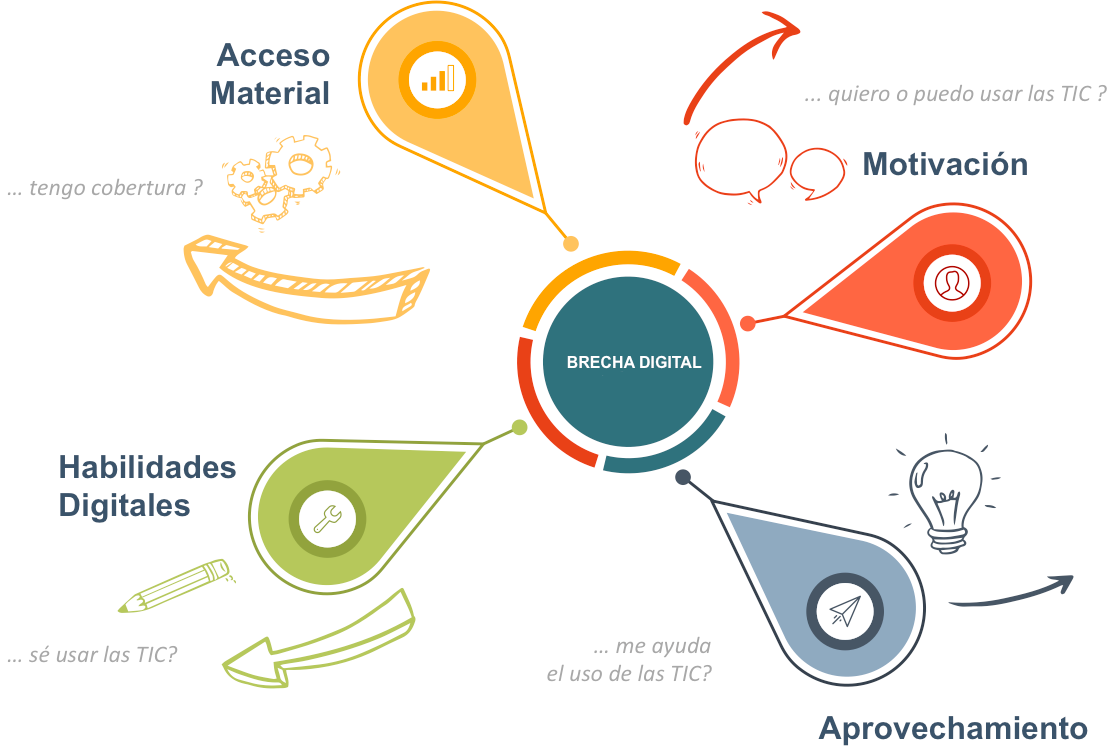 Acceso
Material
... tengo cobertura ?
... quiero o puedo usar las TIC ?
Motivación
BRECHA DIGITAL
Habilidades
Digitales
... sé usar las TIC?
... me ayuda
el uso de las TIC?
Aprovechamiento